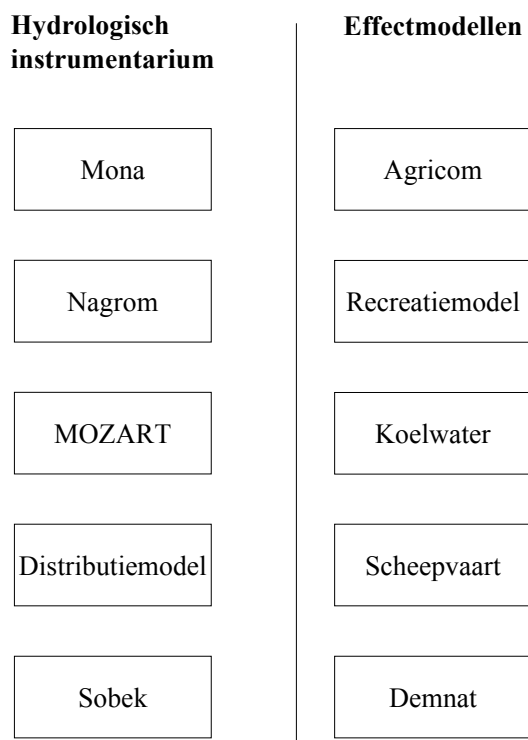 Hydrologisch
instrumentarium
Mona
Nagrom
MOZART
Distributiemodel
Sobek
Effectmodellen
Agricom
Recreatiemodel
Koelwater
Scheepvaart
Demnat